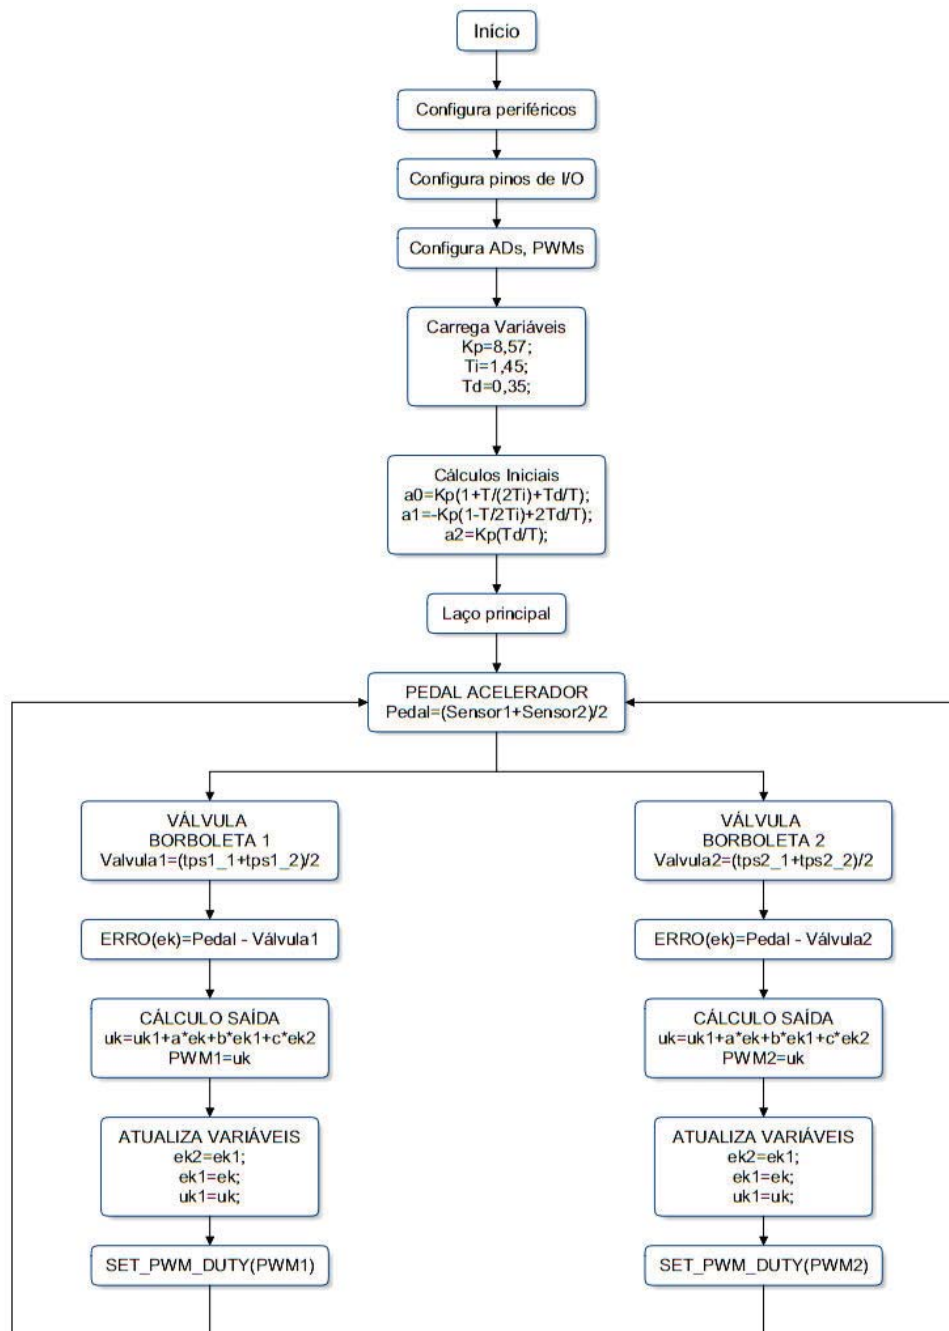 Início
Configura periféricos
Configura pinos de I/O
Configura ADs, PWMs
Carrega Variáveis
Kp=8,57;
Ti=1,45;
Td=0,35;
Cálculos Iniciais
a0=Kp(1+T/(2Ti)+Td/T);
a1=-Kp(1-T/2Ti)+2Td/T);
a2=Kp(Td/T);
Laço principal
PEDAL ACELERADOR
Pedal=(Sensor1+Sensor2)/2
VÁLVULA
BORBOLETA 1
Valvula1=(tps1_1+tps1_2)/2
ERRO(ek)=Pedal - Válvula1
CÁLCULO SAÍDA
uk=uk1+a*ek+b*ek1+c*ek2
PWM1=uk
ATUALIZA VARIÁVEIS
ek2=ek1;
ek1=ek;
uk1=uk;
SET_PWM_DUTY(PWM1)
VÁLVULA
BORBOLETA 2
Valvula2=(tps2_1+tps2_2)/2
ERRO(ek)=Pedal - Válvula2
CÁLCULO SAÍDA
uk=uk1+a*ek+b*ek1+c*ek2
PWM2=uk
ATUALIZA VARIÁVEIS
ek2=ek1;
ek1=ek;
uk1=uk;
SET_PWM_DUTY(PWM2)